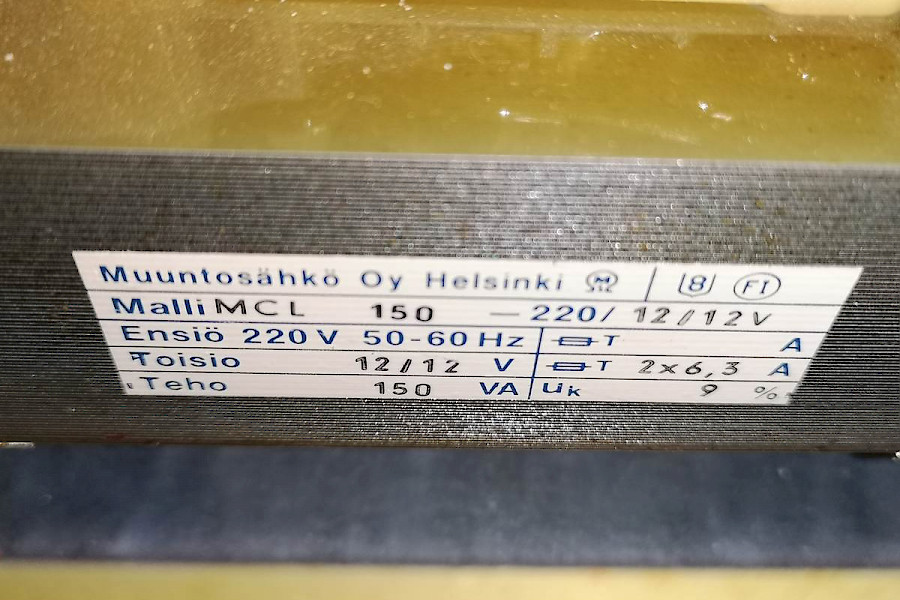 Muuntosähkö Oy Helsinki M 8 FI
Malli MCL 150 – 220/ 12/12V
Ensiö 220 V 50-60 Hz T A
Toisio 12/12 V T 2x6,3 A
Teho 150 VA uk 9 %